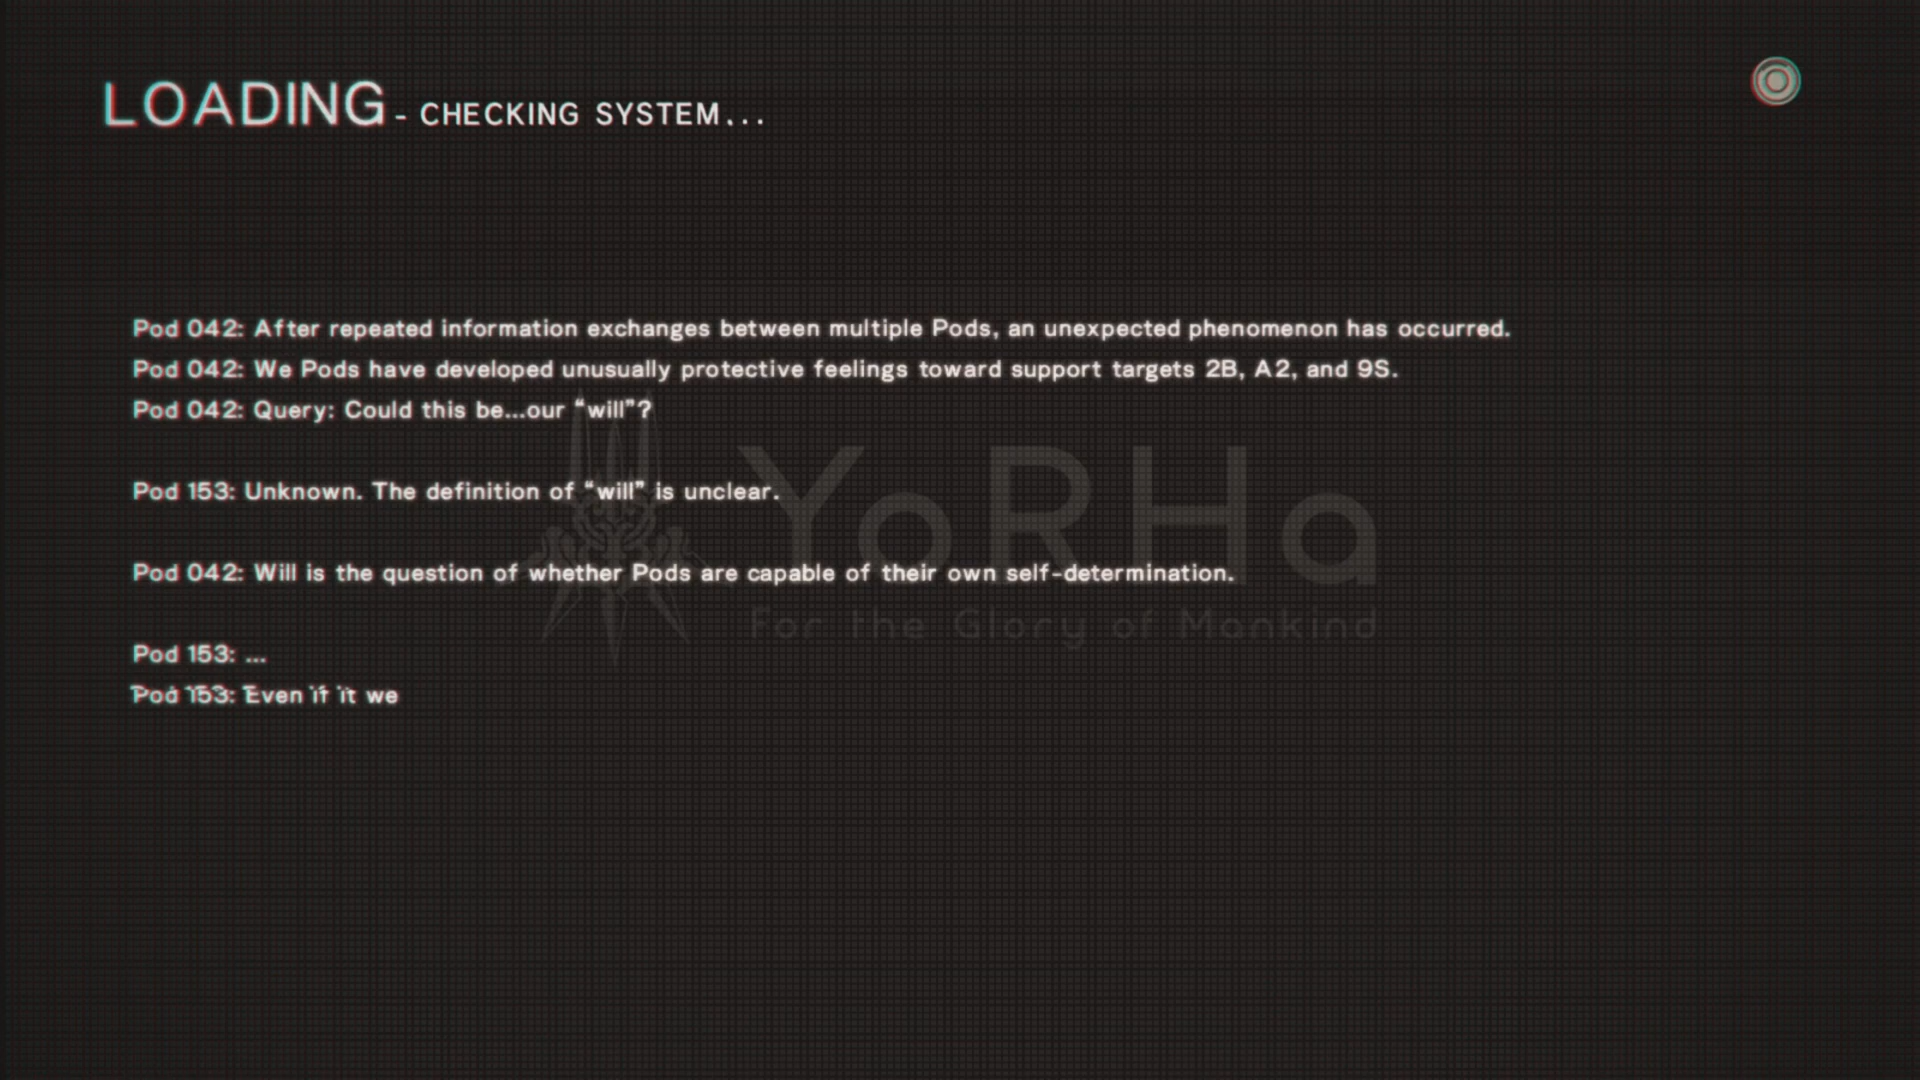 LOADING - CHECKING SYSTEM...
Pod 042: After repeated information exchanges between multiple Pods, an unexpected phenomenon has occurred.
Pod 042: We Pods have developed unusually protective feelings toward support targets 2B, A2, and 9S.
Pod 042: Query: Could this be...our “will”?
Pod 153: Unknown. The definition of “will” is unclear.
YoRHa
Pod 042: Will is the question of whether Pods are capable of their own self-determination.
For the Glory of Mankind
Pod 153: ...
Pod 153: Even if it we